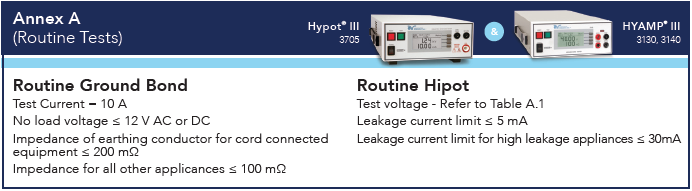 Annex A
(Routine Tests)
Hypot® III
3705
&
HYAMP® III
3130, 3140
Routine Ground Bond
Test Current – 10 A
No load voltage ≤ 12 V AC or DC
Impedance of earthing conductor for cord connected
equipment ≤ 200 mΩ
Impedance for all other applicances ≤ 100 mΩ
Routine Hipot
Test voltage - Refer to Table A.1
Leakage current limit ≤ 5 mA
Leakage current limit for high leakage appliances ≤ 30mA